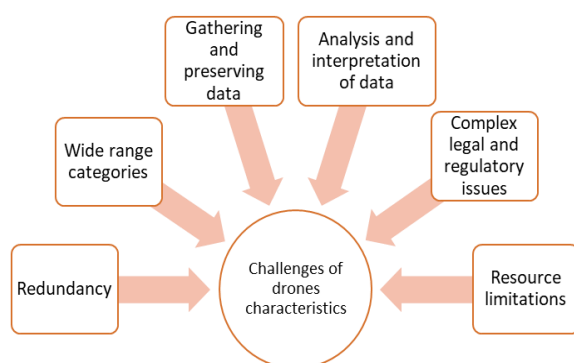 Gathering
and
preserving
data
Analysis and
interpretation
of data
Wide range
categories
Complex
legal and
regulatory
issues
Redundancy
Challenges of
drones
characteristics
Resource
limitations